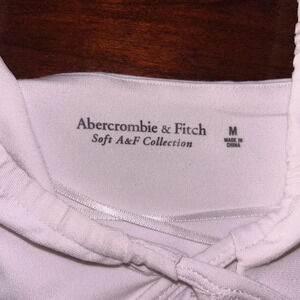 Abercrombie & Fitch
Soft A&F Collection
M
MADE IN
CHINA